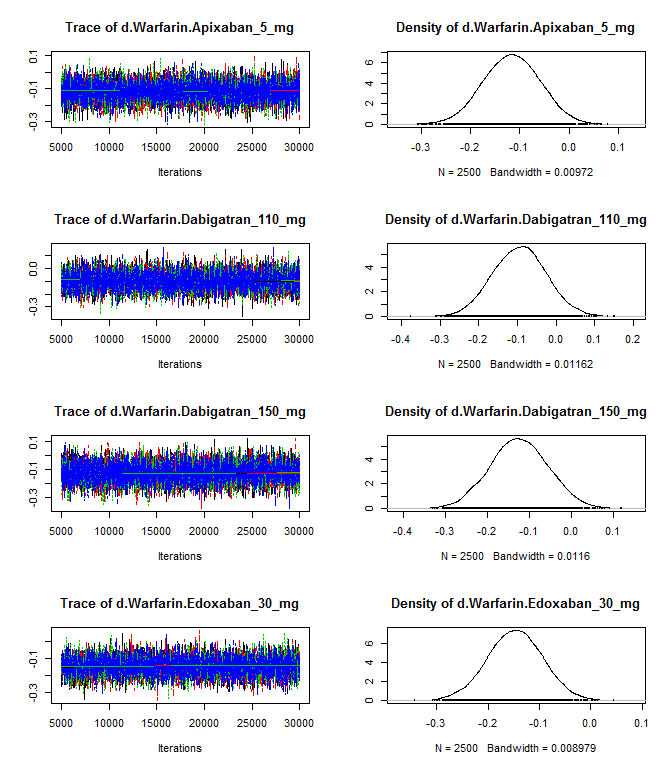 Trace of d.Warfarin.Apixaban_5_mg
0.1
-0.1
-0.3
5000 10000 15000 20000 25000 30000
Iterations
Density of d.Warfarin.Apixaban_5_mg
6
4
2
0
-0.3 -0.2 -0.1 0.0 0.1
N = 2500 Bandwidth = 0.00972
Trace of d.Warfarin.Dabigatran_110_mg
0.0
-0.3
5000 10000 15000 20000 25000 30000
Iterations
Density of d.Warfarin.Dabigatran_110_mg
4
2
0
-0.4 -0.3 -0.2 -0.1 0.0 0.1 0.2
N = 2500 Bandwidth = 0.01162
Trace of d.Warfarin.Dabigatran_150_mg
0.1
-0.1
-0.3
5000 10000 15000 20000 25000 30000
Iterations
Density of d.Warfarin.Dabigatran_150_mg
4
2
0
-0.4 -0.3 -0.2 -0.1 0.0 0.1
N = 2500 Bandwidth = 0.0116
Trace of d.Warfarin.Edoxaban_30_mg
-0.1
-0.3
5000 10000 15000 20000 25000 30000
Iterations
Density of d.Warfarin.Edoxaban_30_mg
6
4
2
0
-0.3 -0.2 -0.1 0.0 0.1
N = 2500 Bandwidth = 0.008979